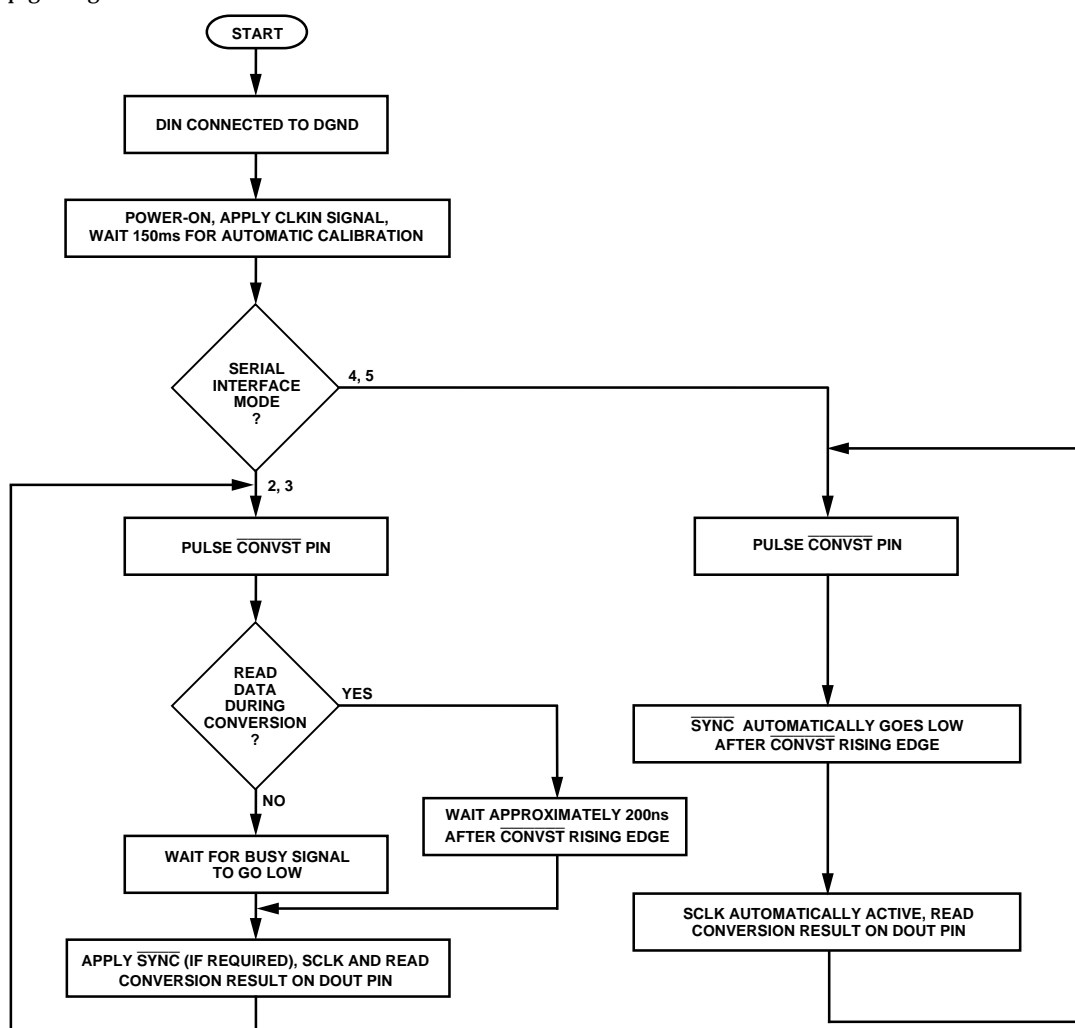 START
DIN CONNECTED TO DGND
POWER-ON, APPLY CLKIN SIGNAL,
WAIT 150ms FOR AUTOMATIC CALIBRATION
SERIAL
INTERFACE
MODE
?
4, 5
2, 3
PULSE CONVST PIN
PULSE CONVST PIN
READ
DATA
DURING
CONVERSION
?
YES
NO
SYNC AUTOMATICALLY GOES LOW
AFTER CONVST RISING EDGE
WAIT APPROXIMATELY 200ns
AFTER CONVST RISING EDGE
WAIT FOR BUSY SIGNAL
TO GO LOW
SCLK AUTOMATICALLY ACTIVE, READ
CONVERSION RESULT ON DOUT PIN
APPLY SYNC (IF REQUIRED), SCLK AND READ
CONVERSION RESULT ON DOUT PIN